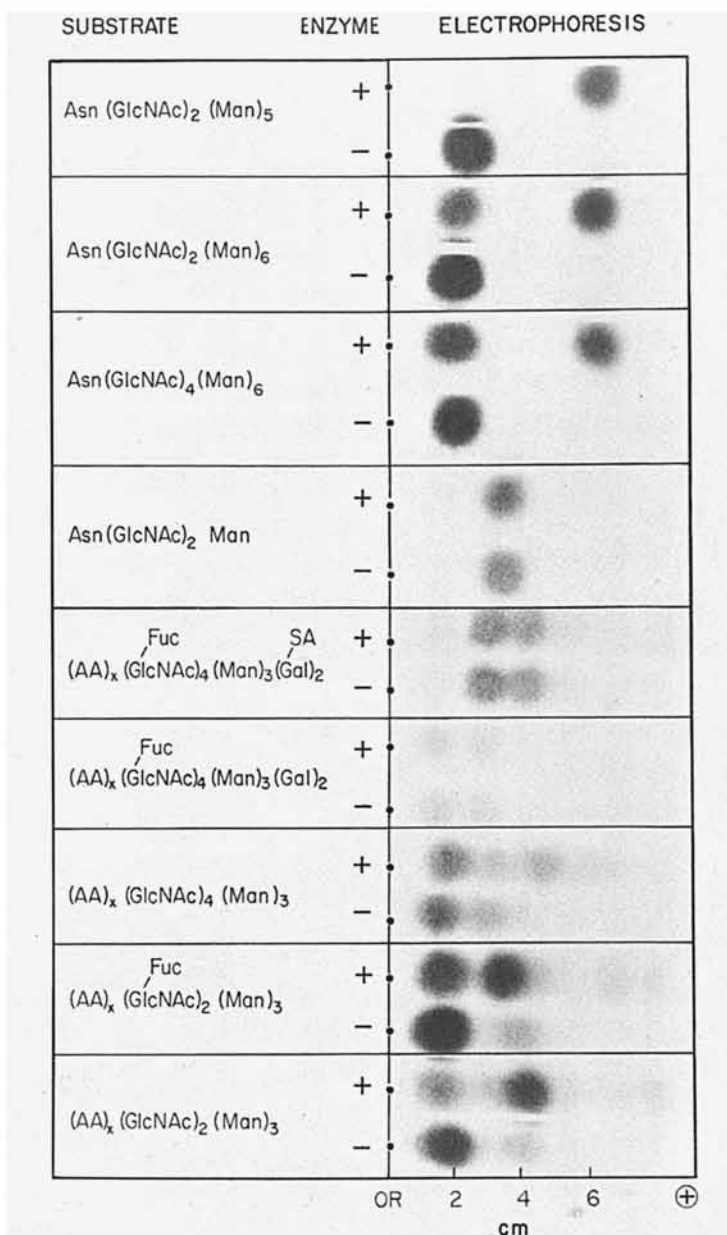 SUBSTRATE ENZYME ELECTROPHORESIS
+
Asn(GlcNAc)₂(Man)₅
−
+
Asn(GlcNAc)₂(Man)₆
−
+
Asn(GlcNAc)₄(Man)₆
−
+
Asn(GlcNAc)₂ Man
−
Fuc SA +
(AA)ₓ(GlcNAc)₄(Man)₃(Gal)₂
−
Fuc +
(AA)ₓ(GlcNAc)₄(Man)₃(Gal)₂
−
+
(AA)ₓ(GlcNAc)₄(Man)₃
−
Fuc +
(AA)ₓ(GlcNAc)₂(Man)₃
−
+
(AA)ₓ(GlcNAc)₂(Man)₃
−
OR 2 4 6 ⊕
cm